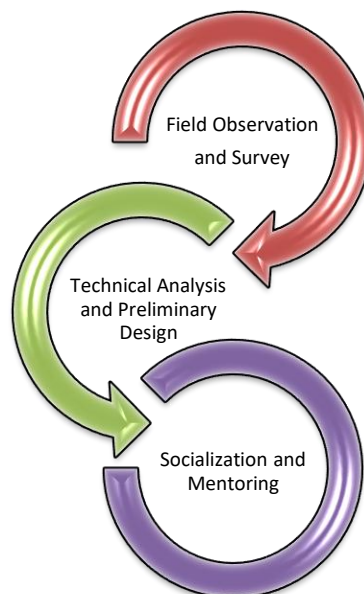 Field Observation
and Survey
Technical Analysis
and Preliminary
Design
Socialization and
Mentoring